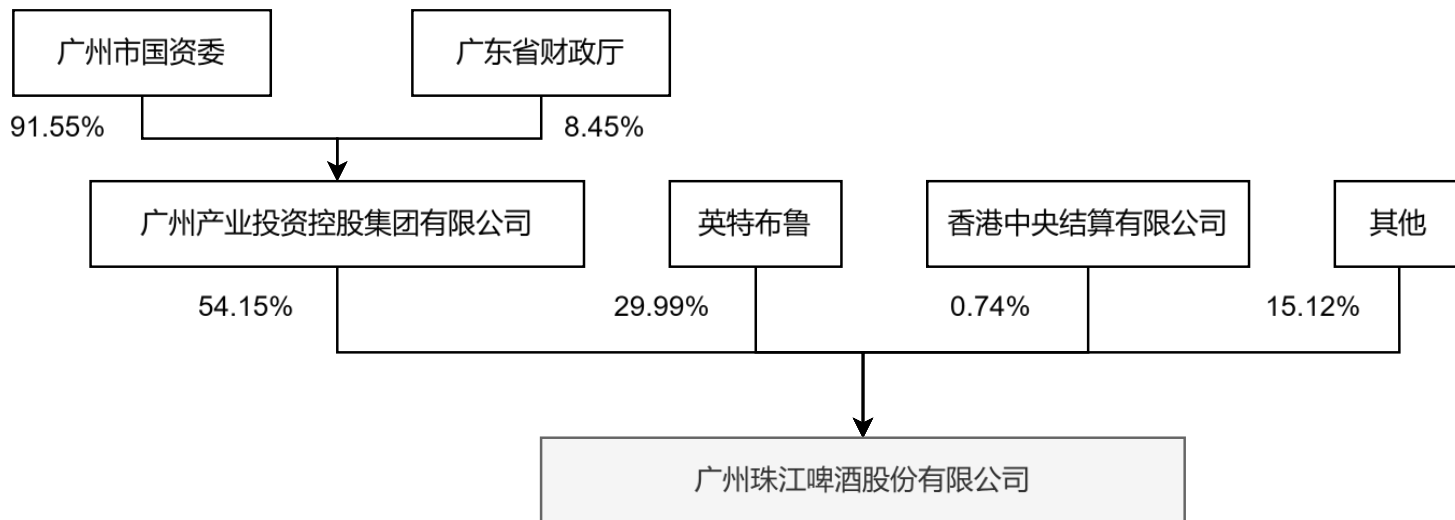 广州市国资委
广东省财政厅
91.55%
8.45%
广州产业投资控股集团有限公司
英特布鲁
香港中央结算有限公司
其他
54.15%
29.99%
0.74%
15.12%
广州珠江啤酒股份有限公司